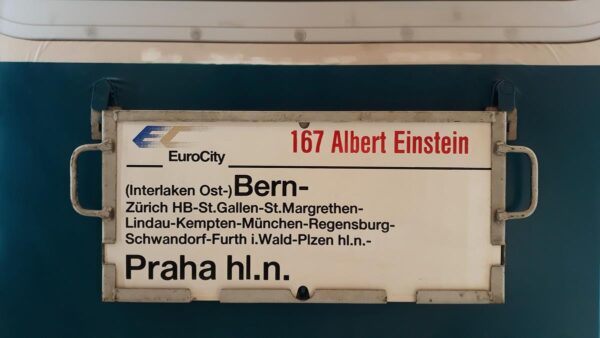 EC
EuroCity
167 Albert Einstein
(Interlaken Ost-)Bern-
Zürich HB-St.Gallen-St.Margrethen-
Lindau-Kempten-München-Regensburg-
Schwandorf-Furth i.Wald-Plzen hl.n.-
Praha hl.n.